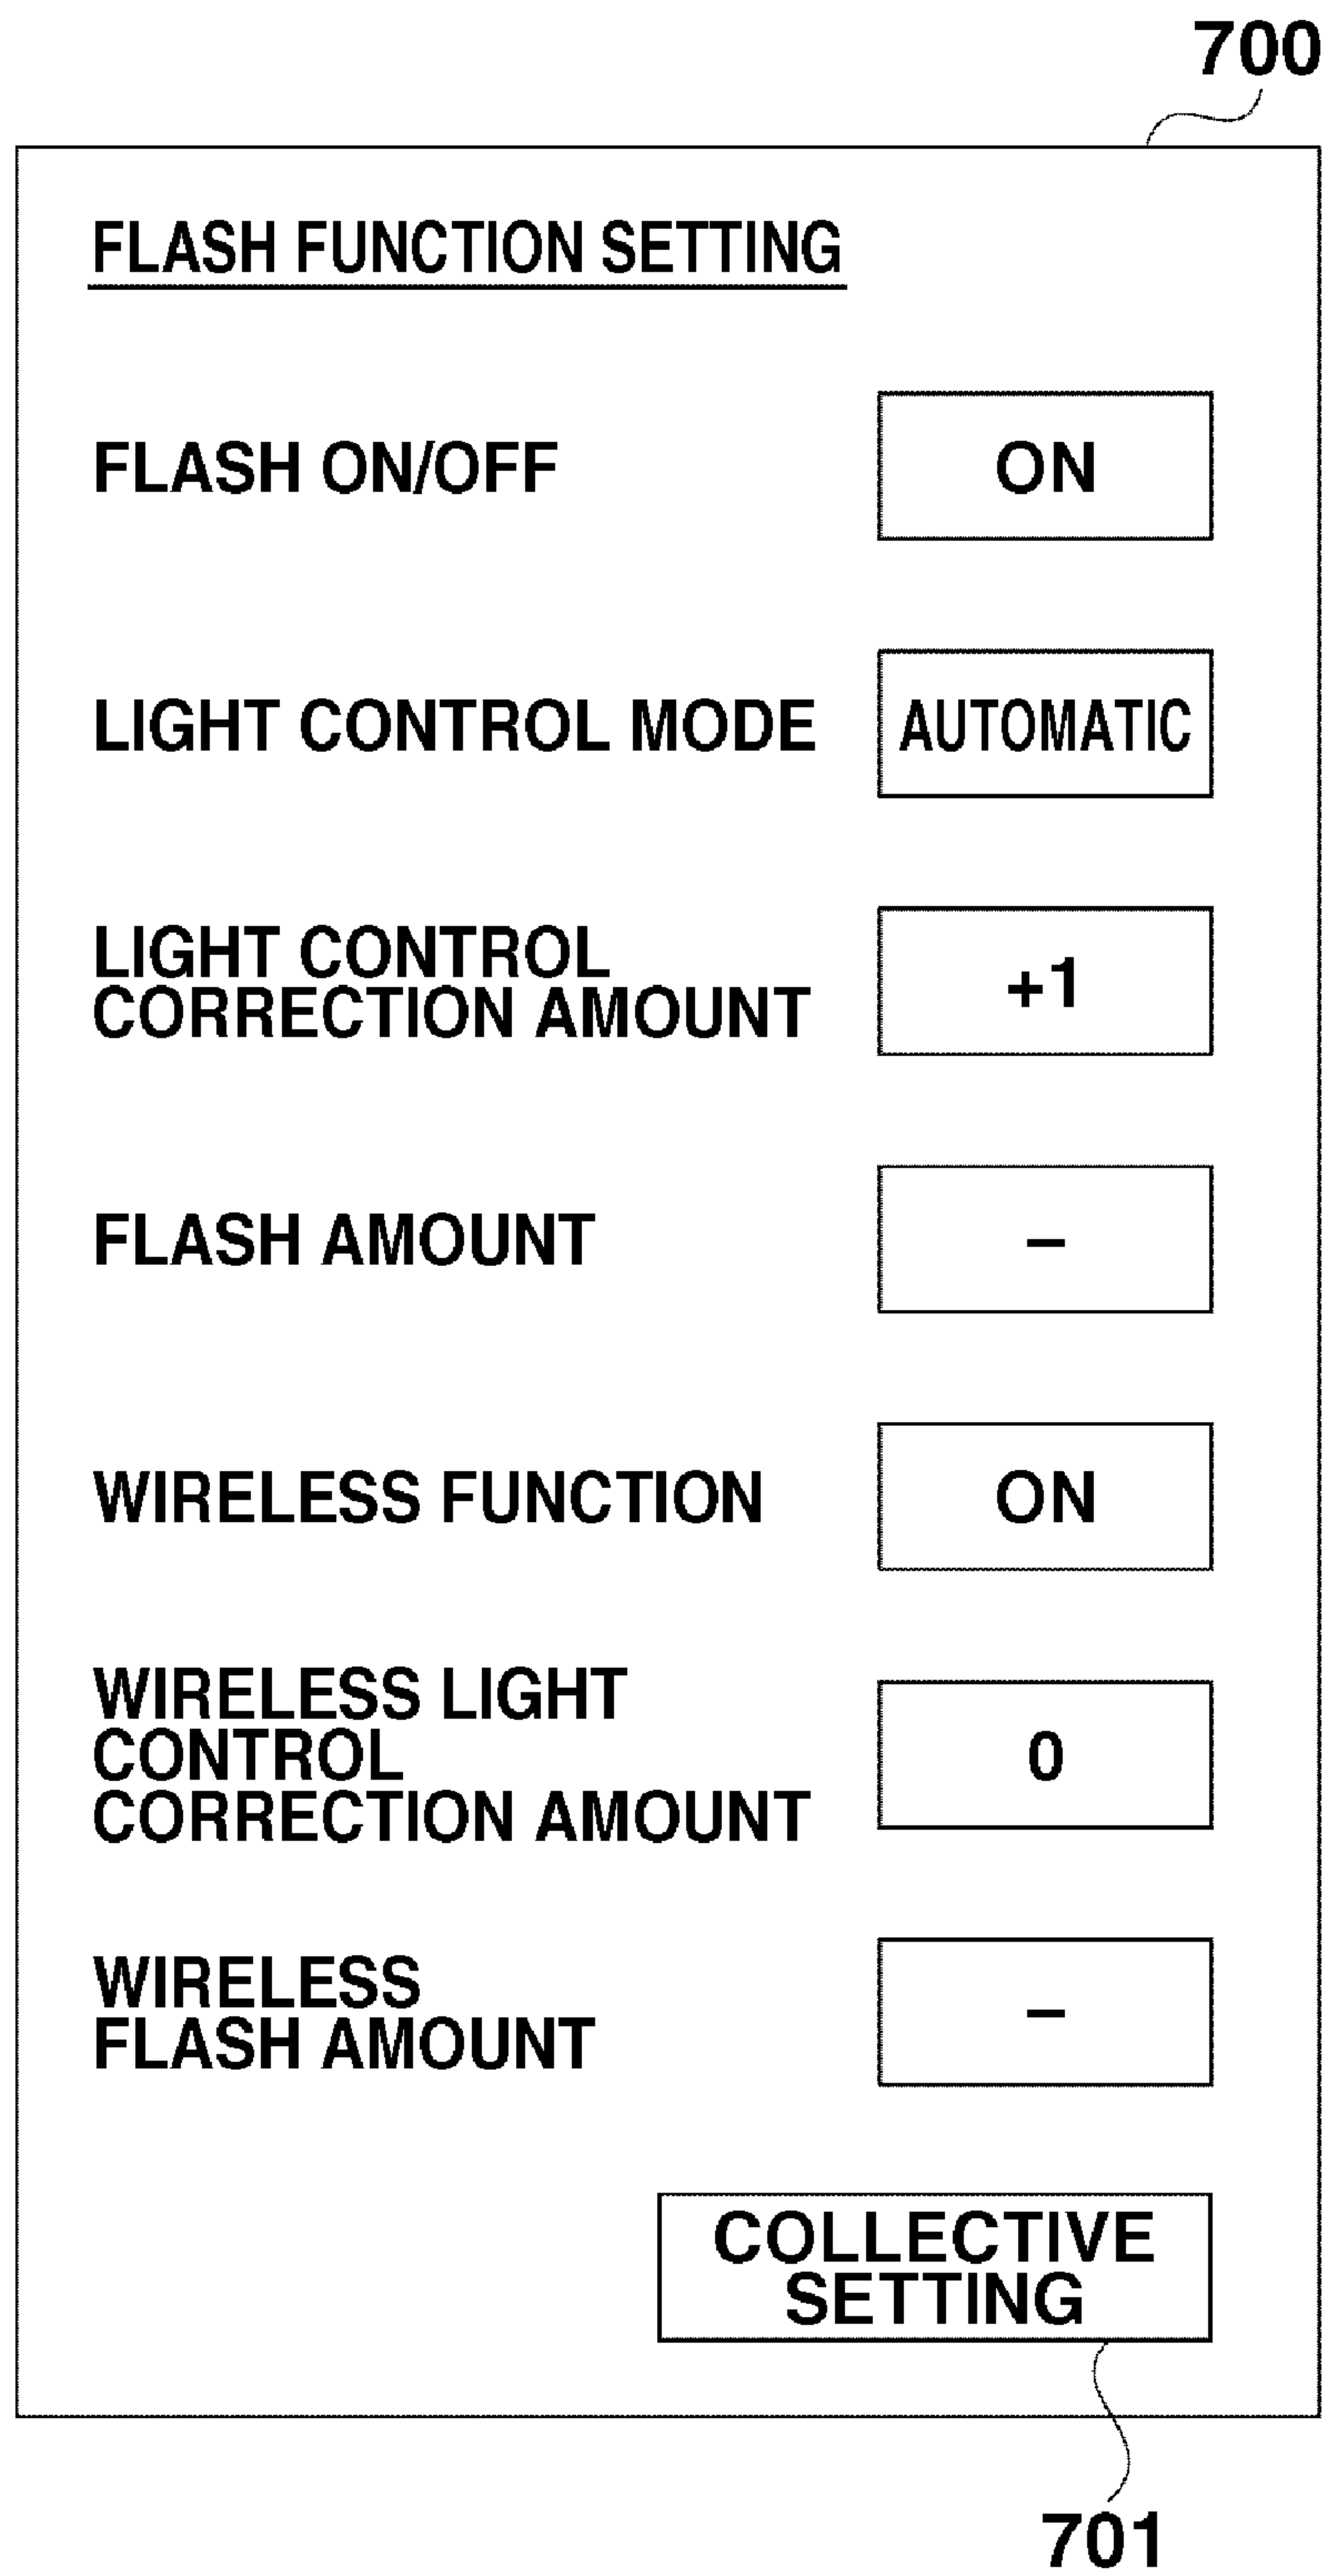 700
FLASH FUNCTION SETTING
FLASH ON/OFF
ON
LIGHT CONTROL MODE
AUTOMATIC
LIGHT CONTROL
CORRECTION AMOUNT
+1
FLASH AMOUNT
–
WIRELESS FUNCTION
ON
WIRELESS LIGHT
CONTROL
CORRECTION AMOUNT
0
WIRELESS
FLASH AMOUNT
–
COLLECTIVE
SETTING
701